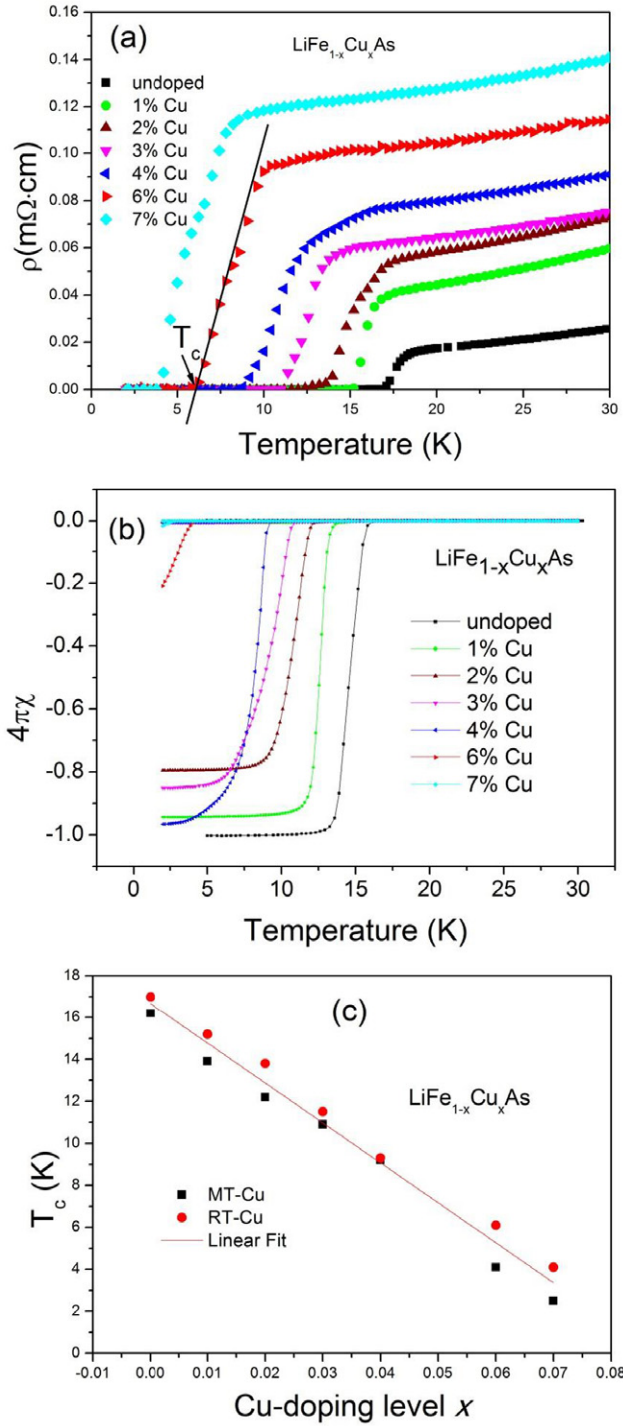 (a)
LiFe1-xCuxAs
undoped
1% Cu
2% Cu
3% Cu
4% Cu
6% Cu
7% Cu
Tc
ρ(mΩ·cm)
0.16
0.14
0.12
0.10
0.08
0.06
0.04
0.02
0.00
0 5 10 15 20 25 30
Temperature (K)
(b)
LiFe1-xCuxAs
undoped
1% Cu
2% Cu
3% Cu
4% Cu
6% Cu
7% Cu
4πχ
0.0
-0.2
-0.4
-0.6
-0.8
-1.0
0 5 10 15 20 25 30
Temperature (K)
(c)
LiFe1-xCuxAs
MT-Cu
RT-Cu
Linear Fit
Tc (K)
18
16
14
12
10
8
6
4
2
0
-0.01 0.00 0.01 0.02 0.03 0.04 0.05 0.06 0.07 0.08
Cu-doping level x